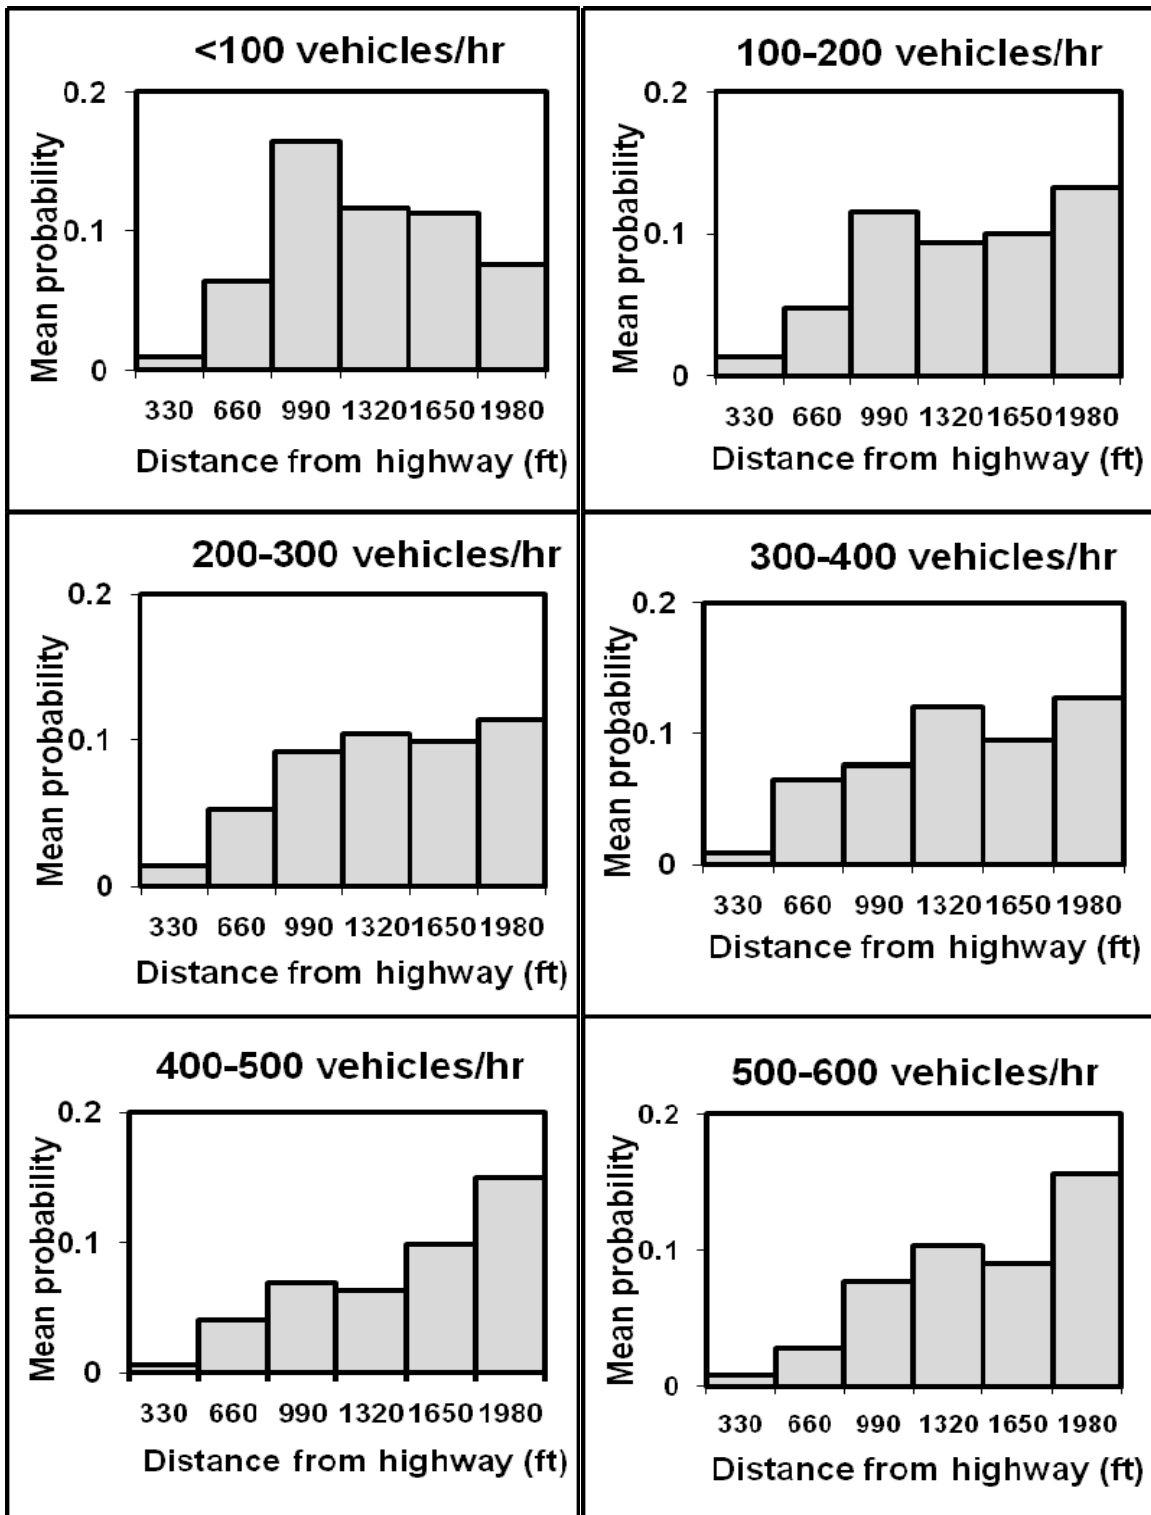 <100 vehicles/hr
0.2
0.1
0
Mean probability
330 660 990 1320 1650 1980
Distance from highway (ft)
100-200 vehicles/hr
0.2
0.1
0
Mean probability
330 660 990 1320 1650 1980
Distance from highway (ft)
200-300 vehicles/hr
0.2
0.1
0
Mean probability
330 660 990 1320 1650 1980
Distance from highway (ft)
300-400 vehicles/hr
0.2
0.1
0
Mean probability
330 660 990 1320 1650 1980
Distance from highway (ft)
400-500 vehicles/hr
0.2
0.1
0
Mean probability
330 660 990 1320 1650 1980
Distance from highway (ft)
500-600 vehicles/hr
0.2
0.1
0
Mean probability
330 660 990 1320 1650 1980
Distance from highway (ft)